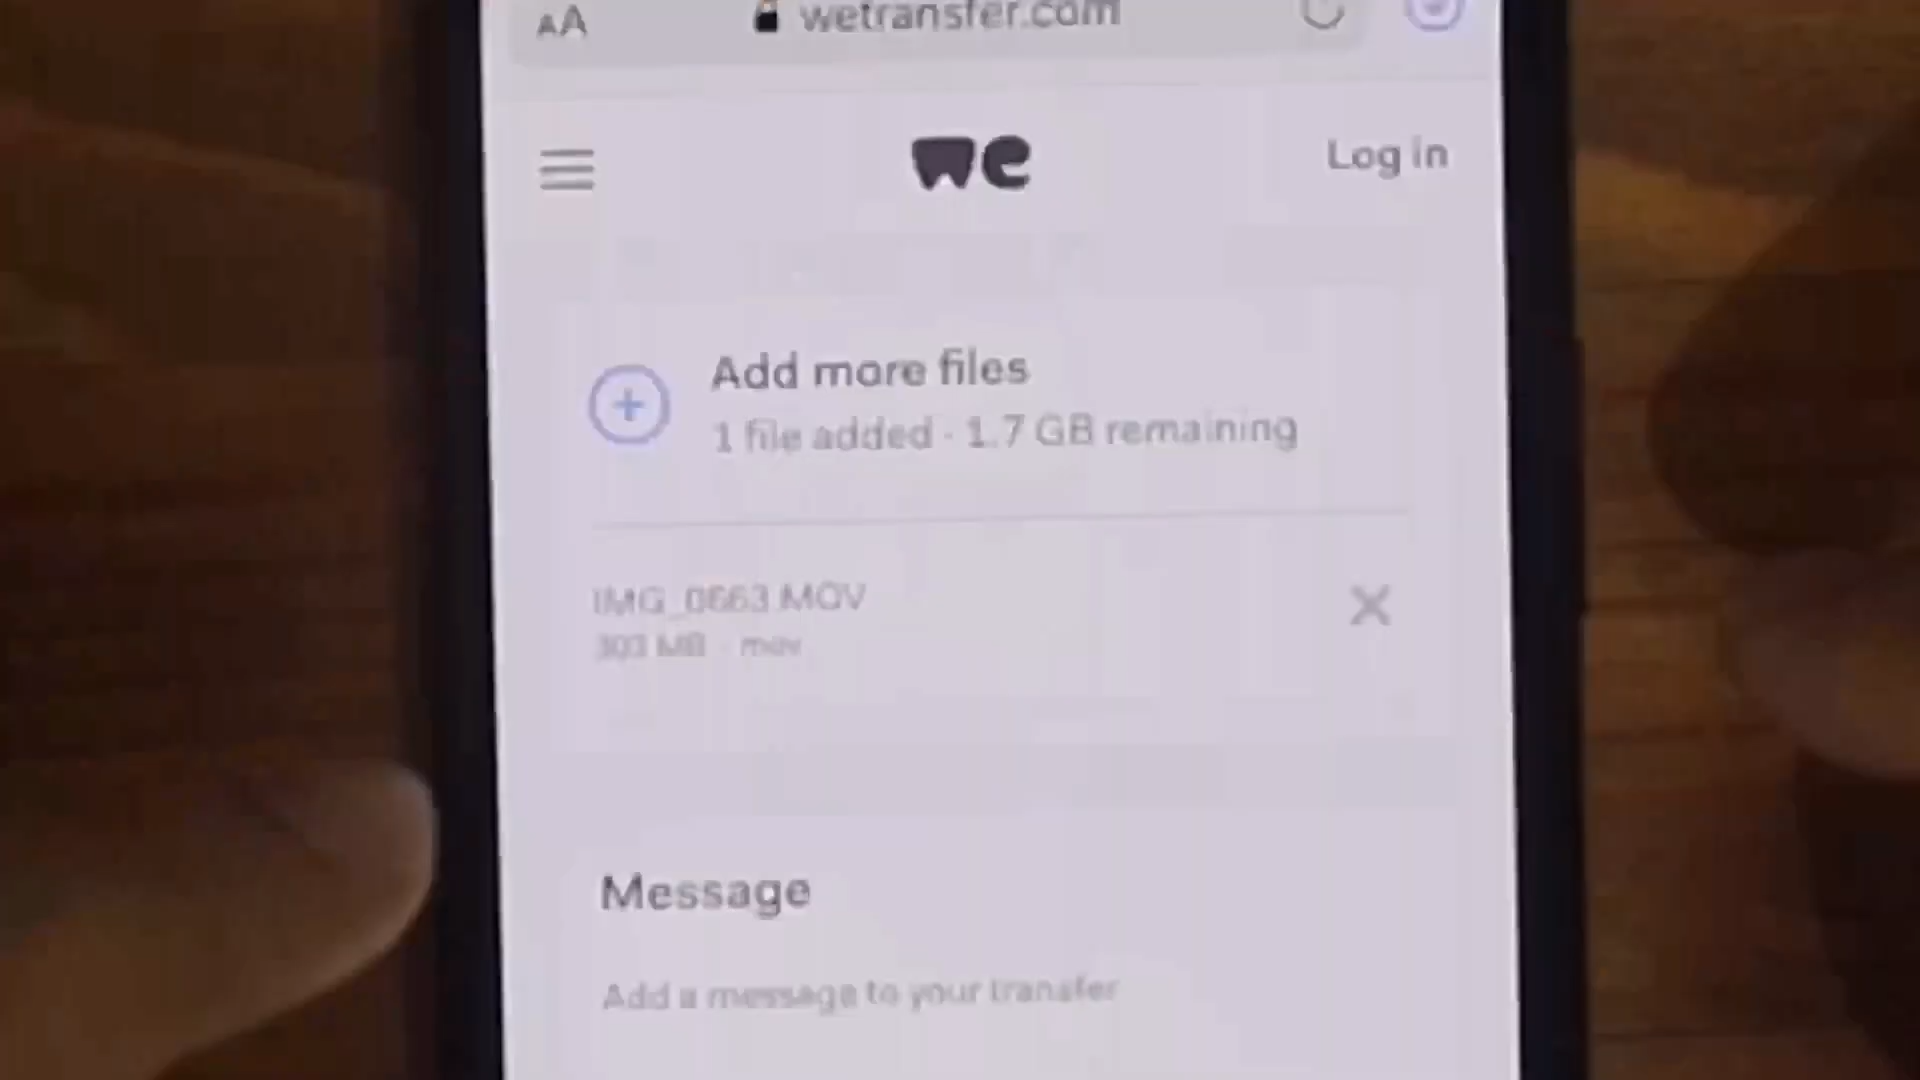 AA wetransfer.com
we Log in
Add more files
1 file added · 1.7 GB remaining
IMG_0663.MOV
303 MB · mov
Message
Add a message to your transfer